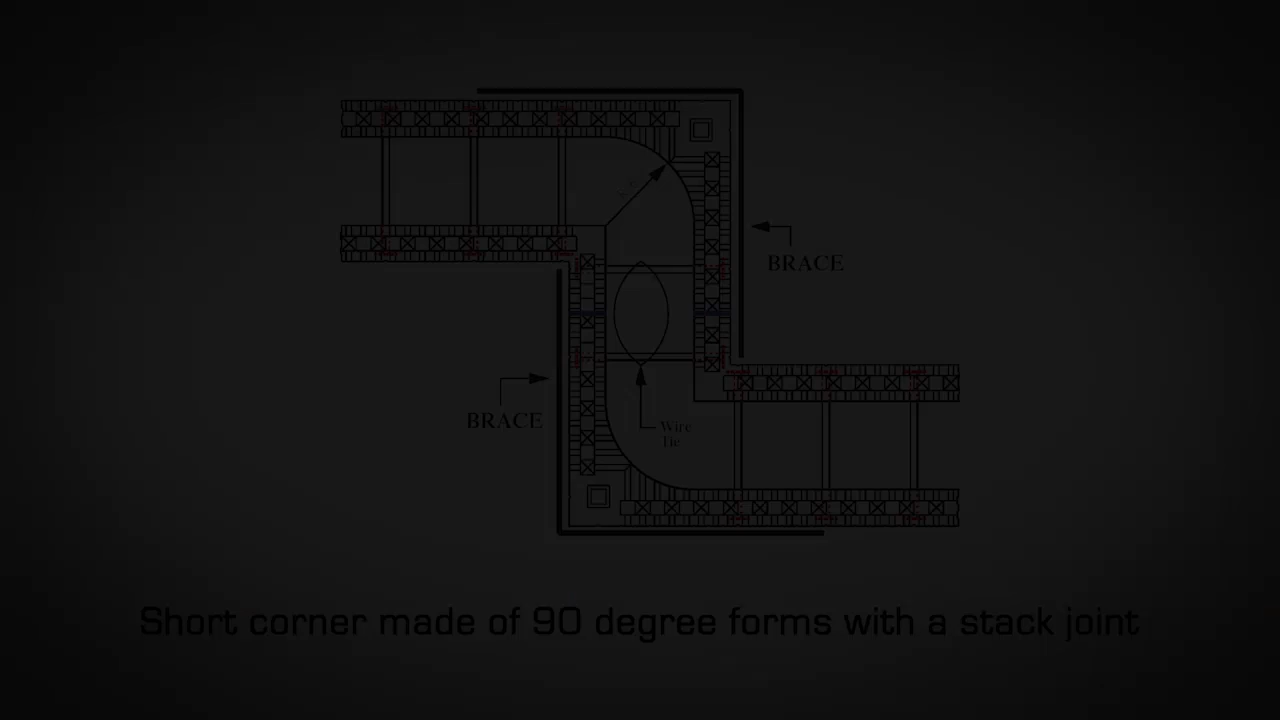 BRACE
BRACE
Wire
Tie
Short corner made of 90 degree forms with a stack joint